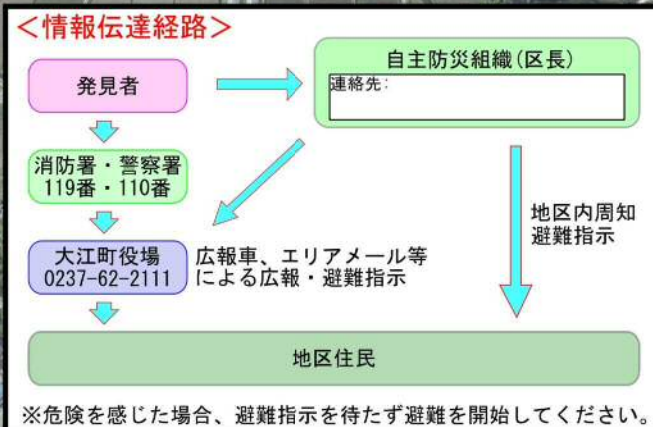 ＜情報伝達経路＞
発見者
自主防災組織(区長)
連絡先:
消防署・警察署
119番・110番
大江町役場
0237-62-2111
広報車、エリアメール等
による広報・避難指示
地区内周知
避難指示
地区住民
※危険を感じた場合、避難指示を待たず避難を開始してください。